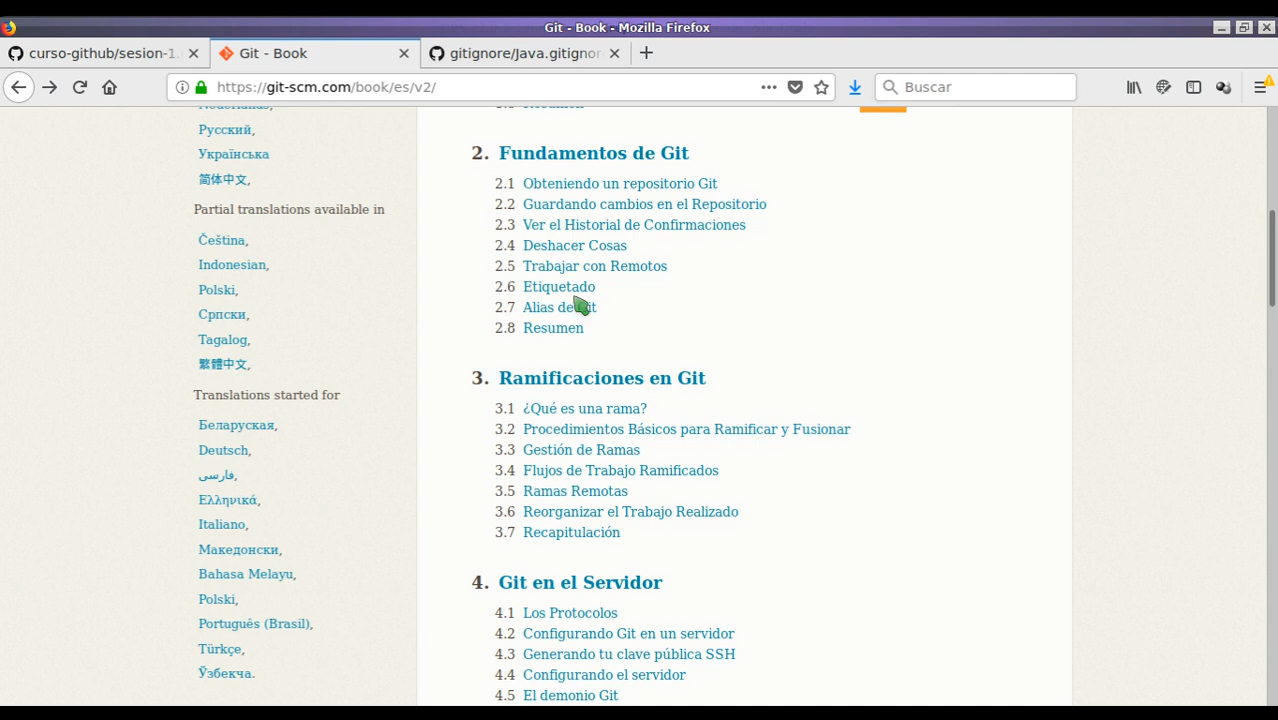 Git - Book - Mozilla Firefox
curso-github/sesion-1.
Git - Book
gitignore/Java.gitignor
https://git-scm.com/book/es/v2/
Buscar
Nederlands,
Русский,
Українська
简体中文,
Partial translations available in
Čeština,
Indonesian,
Polski,
Српски,
Tagalog,
繁體中文,
Translations started for
Беларуская,
Deutsch,
فارسی,
Ελληνικά,
Italiano,
Македонски,
Bahasa Melayu,
Polski,
Português (Brasil),
Türkçe,
Ўзбекча.
2. Fundamentos de Git
2.1 Obteniendo un repositorio Git
2.2 Guardando cambios en el Repositorio
2.3 Ver el Historial de Confirmaciones
2.4 Deshacer Cosas
2.5 Trabajar con Remotos
2.6 Etiquetado
2.7 Alias de Git
2.8 Resumen
3. Ramificaciones en Git
3.1 ¿Qué es una rama?
3.2 Procedimientos Básicos para Ramificar y Fusionar
3.3 Gestión de Ramas
3.4 Flujos de Trabajo Ramificados
3.5 Ramas Remotas
3.6 Reorganizar el Trabajo Realizado
3.7 Recapitulación
4. Git en el Servidor
4.1 Los Protocolos
4.2 Configurando Git en un servidor
4.3 Generando tu clave pública SSH
4.4 Configurando el servidor
4.5 El demonio Git